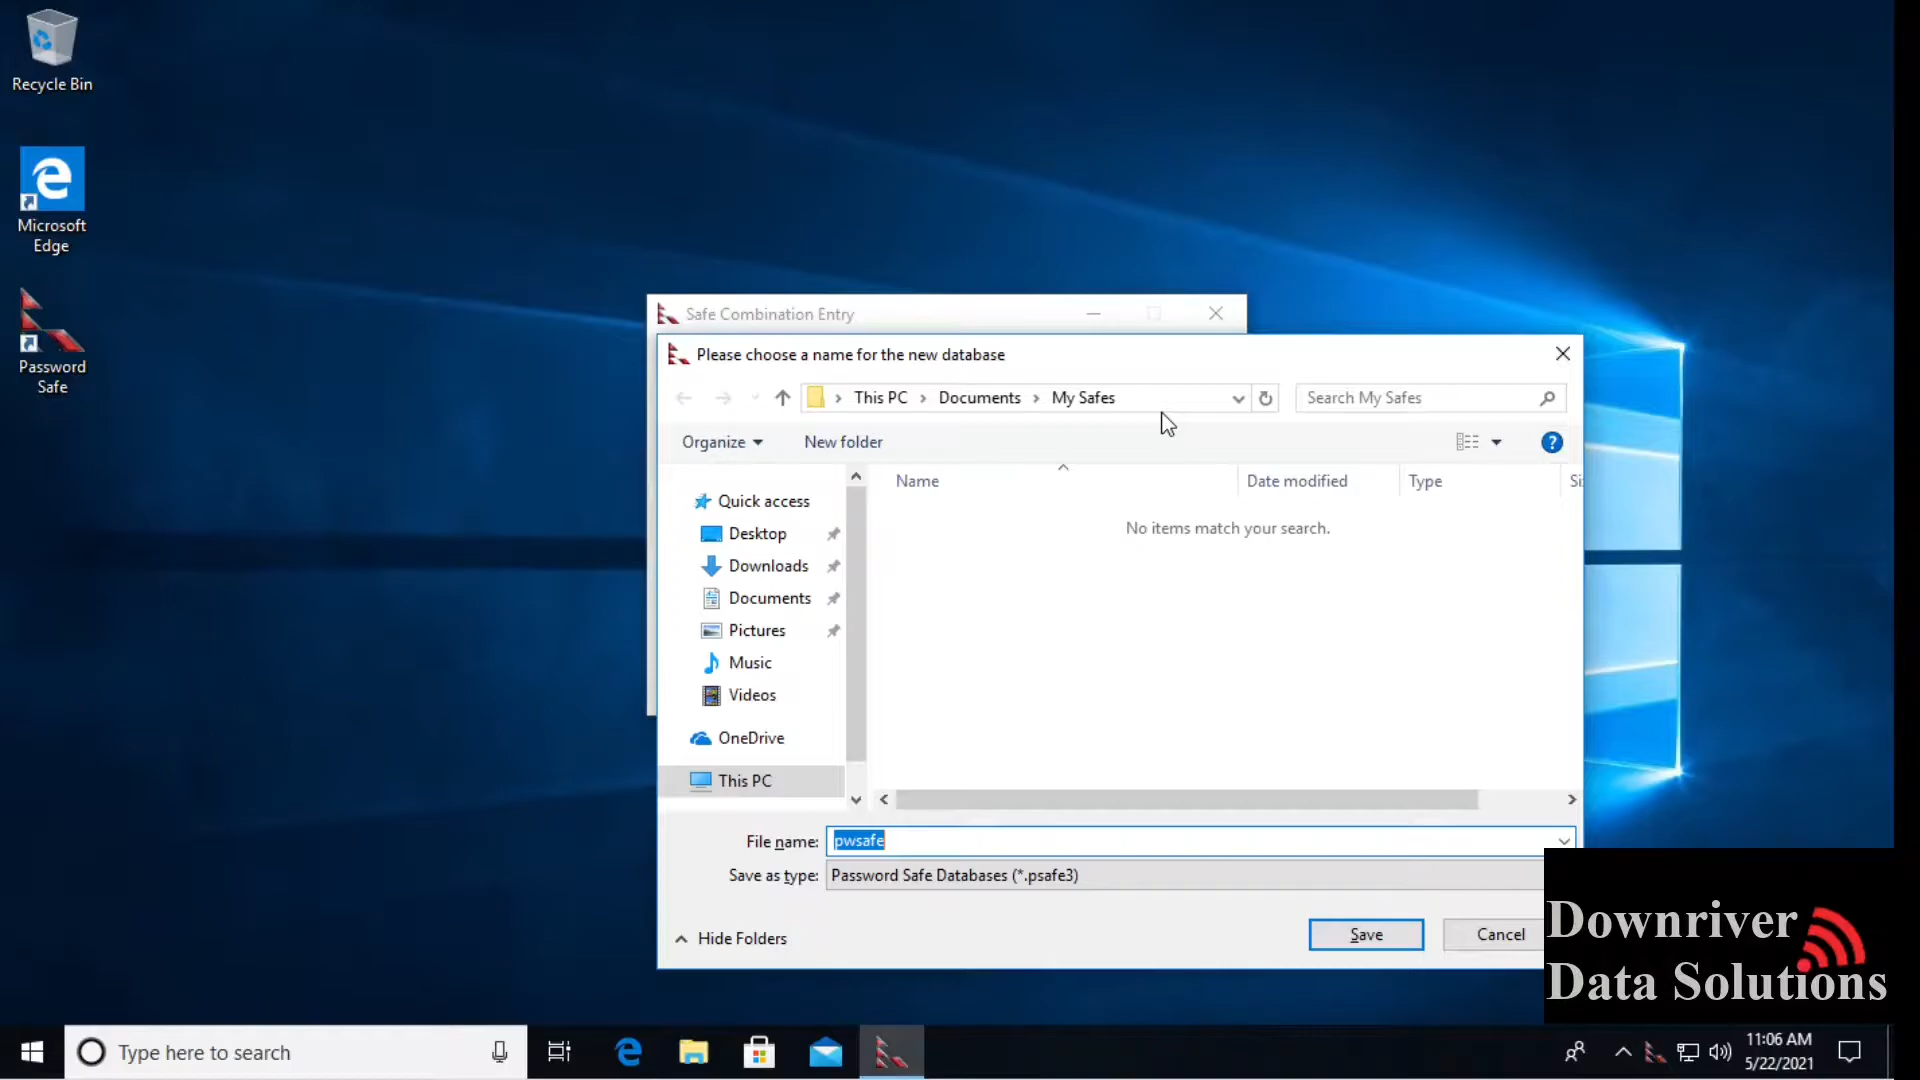 Recycle Bin
Microsoft
Edge
Password
Safe
Safe Combination Entry
Please choose a name for the new database
This PC > Documents > My Safes
Search My Safes
Organize
New folder
Name
Date modified
Type
Si
No items match your search.
Quick access
Desktop
Downloads
Documents
Pictures
Music
Videos
OneDrive
This PC
File name: pwsafe
Save as type: Password Safe Databases (*.psafe3)
Hide Folders
Save
Cancel
Downriver
Data Solutions
Type here to search
11:06 AM
5/22/2021